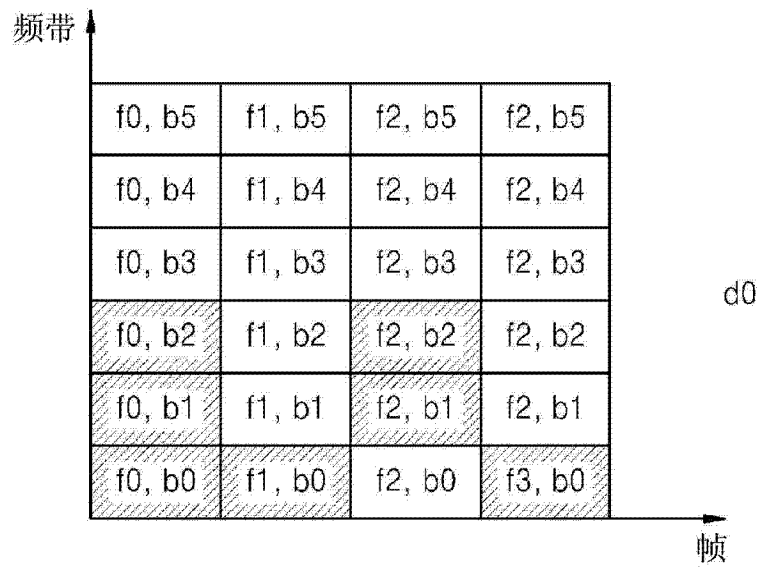 频带
f0, b5 f1, b5 f2, b5 f2, b5
f0, b4 f1, b4 f2, b4 f2, b4
f0, b3 f1, b3 f2, b3 f2, b3
d0
f0, b2 f1, b2 f2, b2 f2, b2
f0, b1 f1, b1 f2, b1 f2, b1
f0, b0 f1, b0 f2, b0 f3, b0
帧